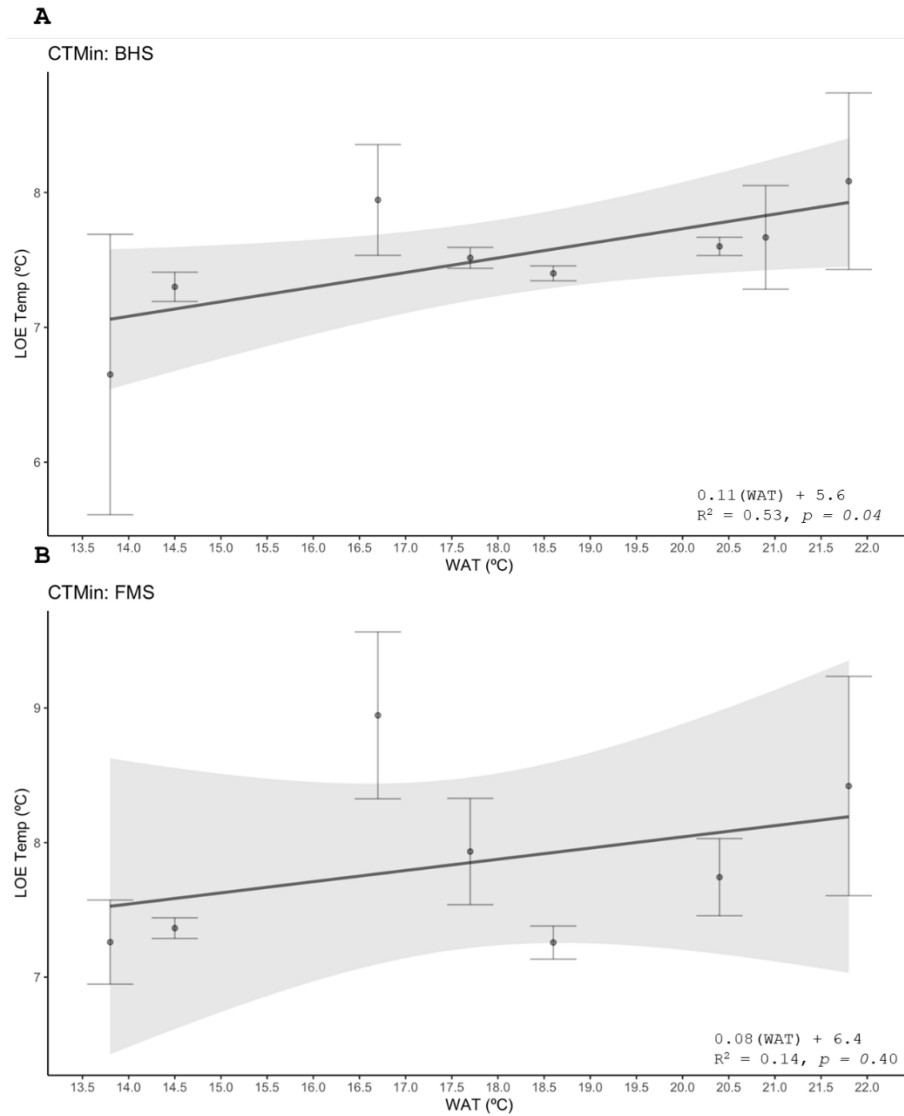 A
CTMin: BHS
LOE Temp (ºC)
8
7
6
0.11(WAT) + 5.6
R² = 0.53, p = 0.04
13.5 14.0 14.5 15.0 15.5 16.0 16.5 17.0 17.5 18.0 18.5 19.0 19.5 20.0 20.5 21.0 21.5 22.0
WAT (ºC)
B
CTMin: FMS
LOE Temp (ºC)
9
8
7
0.08(WAT) + 6.4
R² = 0.14, p = 0.40
13.5 14.0 14.5 15.0 15.5 16.0 16.5 17.0 17.5 18.0 18.5 19.0 19.5 20.0 20.5 21.0 21.5 22.0
WAT (ºC)